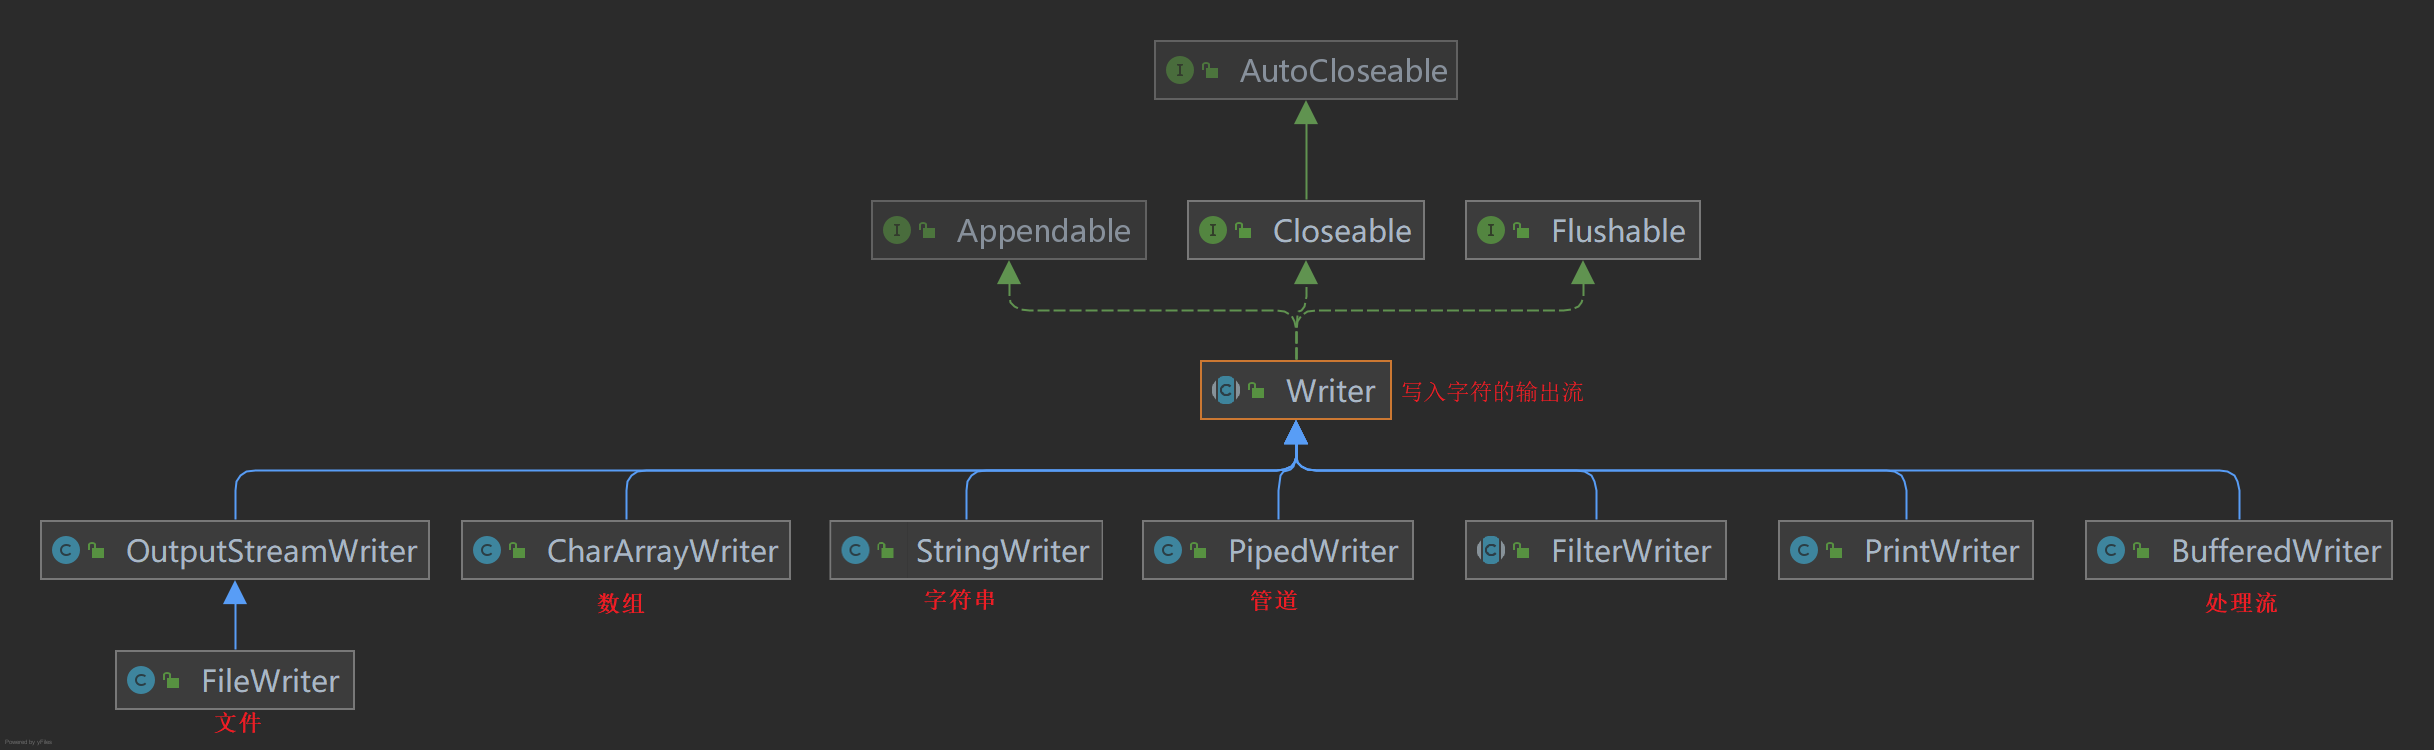 AutoCloseable
Appendable
Closeable
Flushable
Writer
写入字符的输出流
OutputStreamWriter
CharArrayWriter
StringWriter
PipedWriter
FilterWriter
PrintWriter
BufferedWriter
数组
字符串
管道
处理流
FileWriter
文件
Powered by yFiles